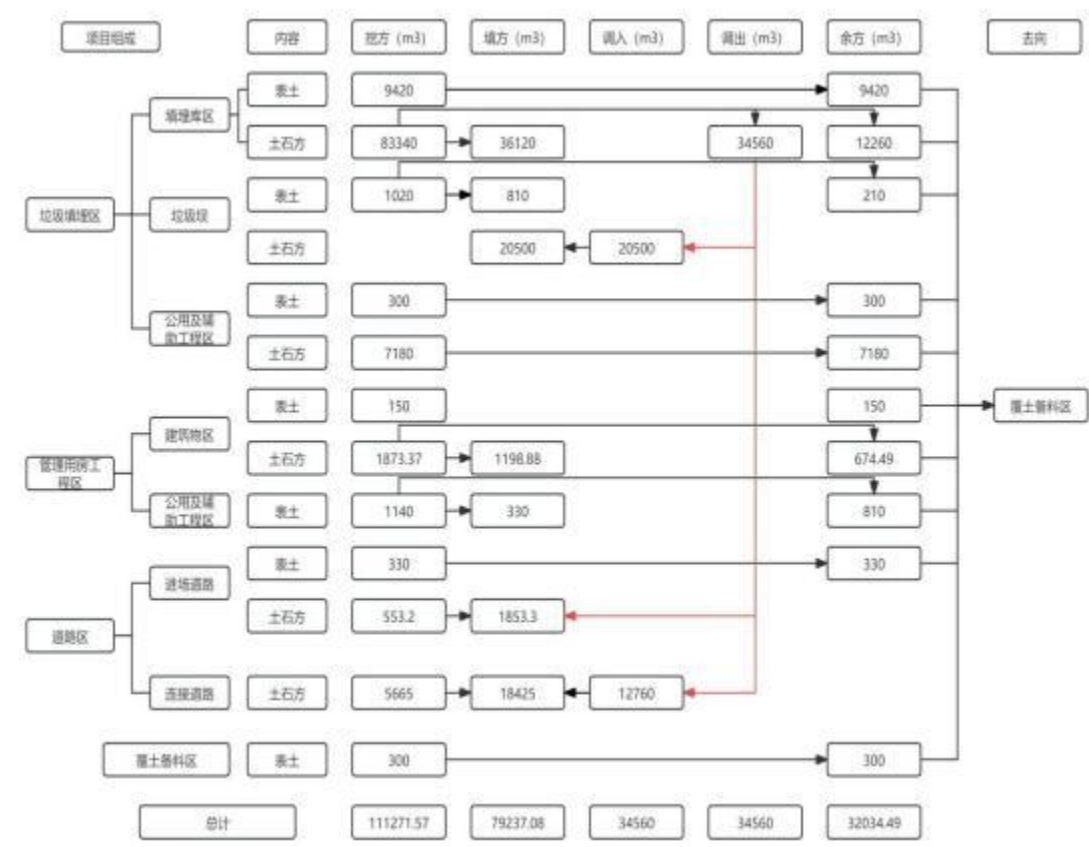 项目组成 内容 挖方（m3） 填方（m3） 调入（m3） 调出（m3） 余方（m3） 去向
表土 9420 9420
填埋库区
土石方 83340 36120 34560 12260
表土 1020 810 210
垃圾填埋区 垃圾坝
土石方 20500 20500
表土 300 300
公用及辅
助工程区
土石方 7180 7180
表土 150 150 覆土备料区
建筑物区
土石方 1873.37 1198.88 674.49
管理用房工
程区
公用及辅
助工程区
表土 1140 330 810
表土 330 330
进场道路
土石方 553.2 1853.3
道路区
连接道路 土石方 5665 18425 12760
覆土备料区 表土 300 300
总计 111271.57 79237.08 34560 34560 32034.49